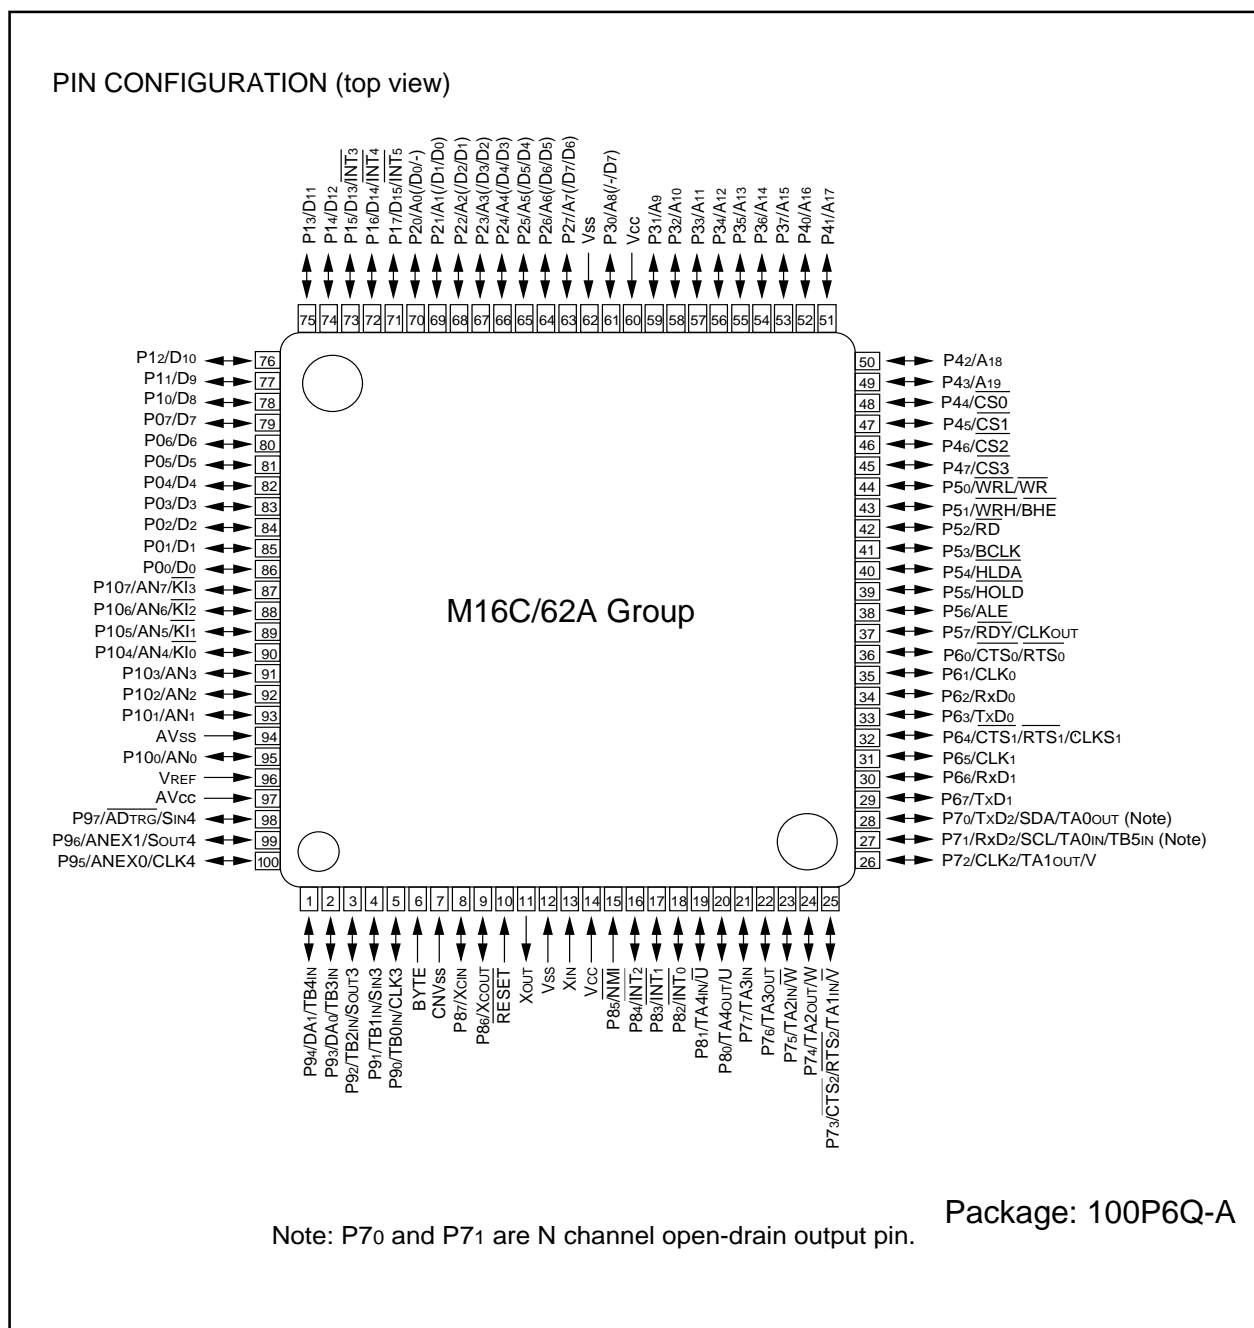 PIN CONFIGURATION (top view)
P13/D11
P14/D12
P15/D13/INT3
P16/D14/INT4
P17/D15/INT5
P20/A0(/D0/-)
P21/A1(/D1/D0)
P22/A2(/D2/D1)
P23/A3(/D3/D2)
P24/A4(/D4/D3)
P25/A5(/D5/D4)
P26/A6(/D6/D5)
P27/A7(/D7/D6)
Vss
P30/A8(/-/D7)
Vcc
P31/A9
P32/A10
P33/A11
P34/A12
P35/A13
P36/A14
P37/A15
P40/A16
P41/A17
75 74 73 72 71 70 69 68 67 66 65 64 63 62 61 60 59 58 57 56 55 54 53 52 51
P12/D10 76
P11/D9 77
P10/D8 78
P07/D7 79
P06/D6 80
P05/D5 81
P04/D4 82
P03/D3 83
P02/D2 84
P01/D1 85
P00/D0 86
P107/AN7/KI3 87
P106/AN6/KI2 88
P105/AN5/KI1 89
P104/AN4/KI0 90
P103/AN3 91
P102/AN2 92
P101/AN1 93
AVSS 94
P100/AN0 95
VREF 96
AVcc 97
P97/ADTRG/SIN4 98
P96/ANEX1/SOUT4 99
P95/ANEX0/CLK4 100
M16C/62A Group
50 P42/A18
49 P43/A19
48 P44/CS0
47 P45/CS1
46 P46/CS2
45 P47/CS3
44 P50/WRL/WR
43 P51/WRH/BHE
42 P52/RD
41 P53/BCLK
40 P54/HLDA
39 P55/HOLD
38 P56/ALE
37 P57/RDY/CLKOUT
36 P60/CTS0/RTS0
35 P61/CLK0
34 P62/RxD0
33 P63/TxD0
32 P64/CTS1/RTS1/CLKS1
31 P65/CLK1
30 P66/RxD1
29 P67/TxD1
28 P70/TxD2/SDA/TA0OUT (Note)
27 P71/RxD2/SCL/TA0IN/TB5IN (Note)
26 P72/CLK2/TA1OUT/V
1 2 3 4 5 6 7 8 9 10 11 12 13 14 15 16 17 18 19 20 21 22 23 24 25
P94/DA1/TB4IN
P93/DA0/TB3IN
P92/TB2IN/SOUT3
P91/TB1IN/SIN3
P90/TB0IN/CLK3
BYTE
CNVss
P87/XCIN
P86/XCOUT
RESET
XOUT
VSS
XIN
VCC
P85/NMI
P84/INT2
P83/INT1
P82/INT0
P81/TA4IN/U
P80/TA4OUT/U
P77/TA3IN
P76/TA3OUT
P75/TA2IN/W
P74/TA2OUT/W
P73/CTS2/RTS2/TA1IN/V
Package: 100P6Q-A
Note: P70 and P71 are N channel open-drain output pin.